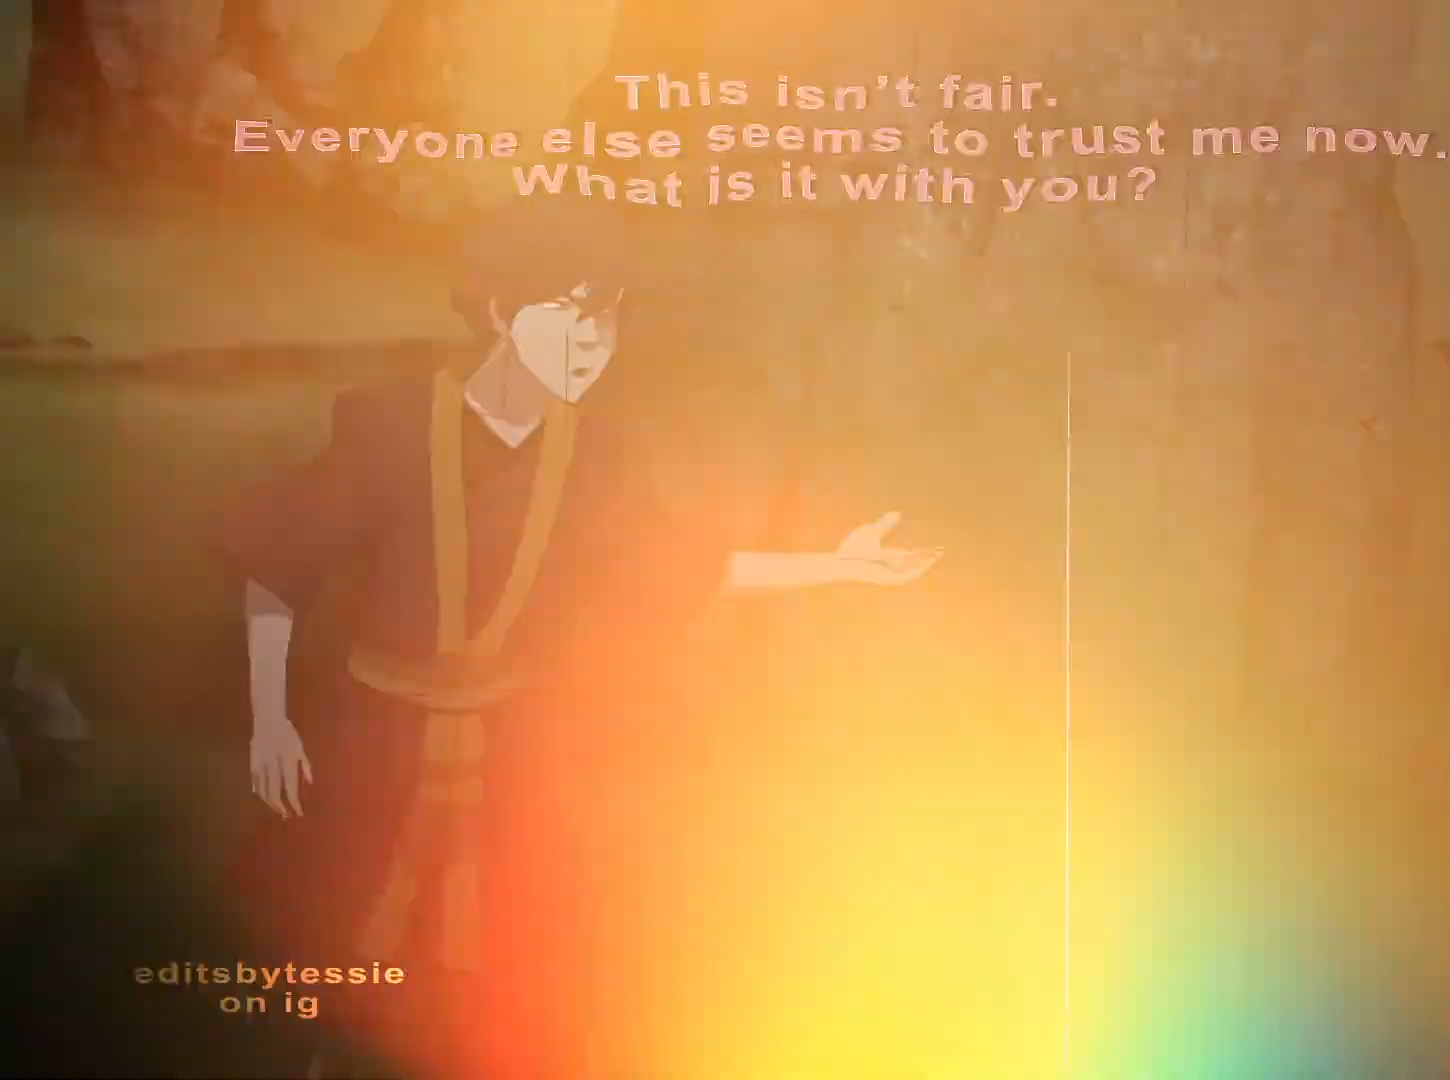 This isn't fair.
Everyone else seems to trust me now.
What is it with you?
editsbytessie
on ig